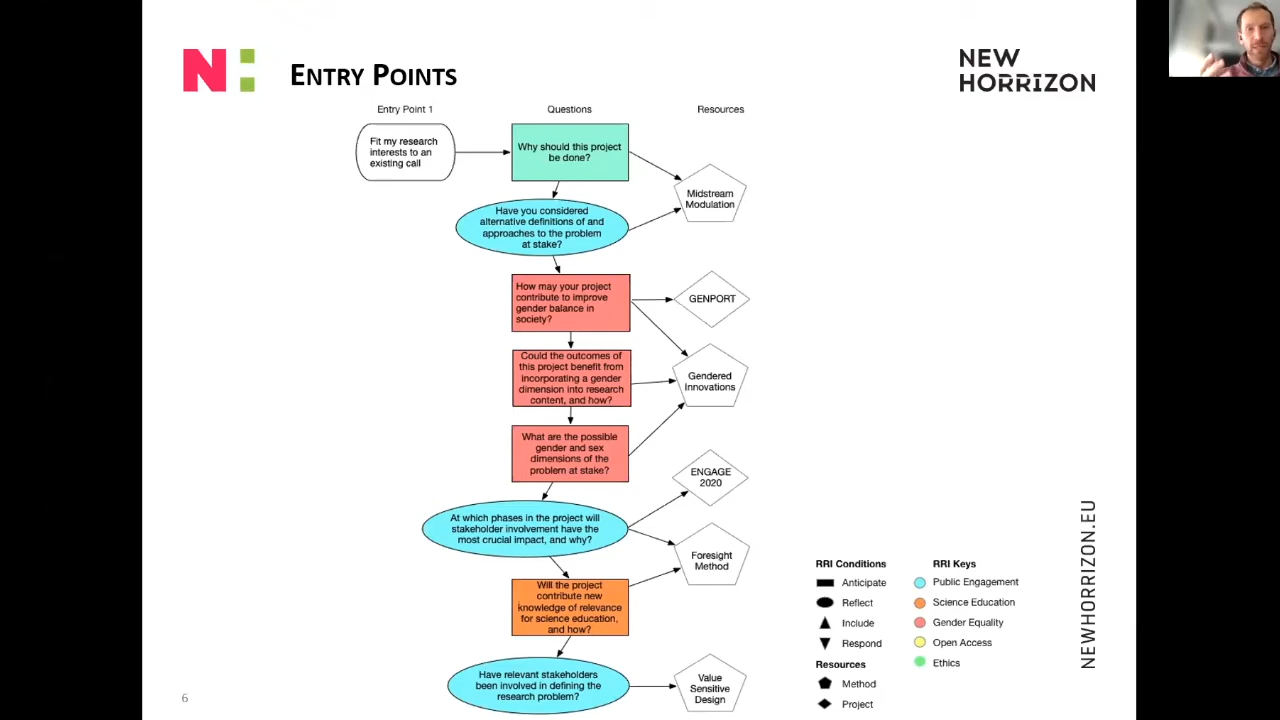 N:
ENTRY POINTS
NEW
HORRIZON
Entry Point 1
Questions
Resources
Fit my research
interests to an
existing call
Why should this project
be done?
Midstream
Modulation
Have you considered
alternative definitions of and
approaches to the problem
at stake?
How may your project
contribute to improve
gender balance in
society?
GENPORT
Could the outcomes of
this project benefit from
incorporating a gender
dimension into research
content, and how?
Gendered
Innovations
What are the possible
gender and sex
dimensions of the
problem at stake?
ENGAGE
2020
At which phases in the project will
stakeholder involvement have the
most crucial impact, and why?
Foresight
Method
Will the project
contribute new
knowledge of relevance
for science education,
and how?
Have relevant stakeholders
been involved in defining the
research problem?
Value
Sensitive
Design
RRI Conditions
Anticipate
Reflect
Include
Respond
Resources
Method
Project
RRI Keys
Public Engagement
Science Education
Gender Equality
Open Access
Ethics
NEWHORRIZON.EU
6